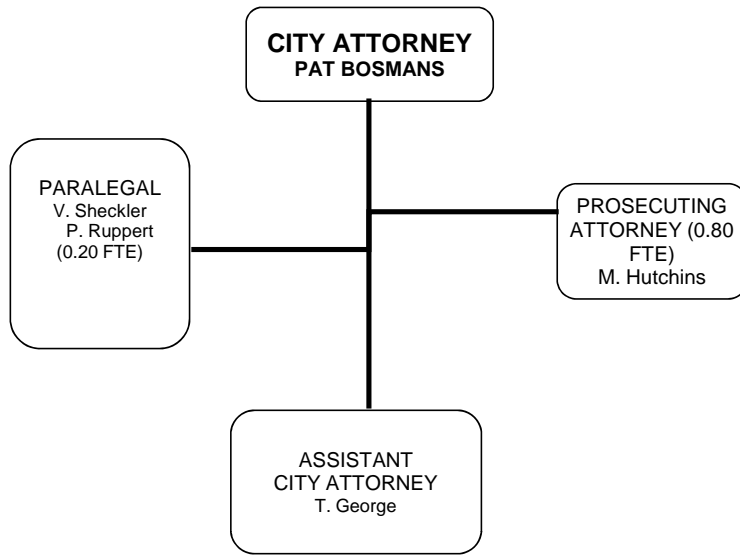 CITY ATTORNEY
PAT BOSMANS
PARALEGAL
V. Sheckler
P. Ruppert
(0.20 FTE)
PROSECUTING
ATTORNEY (0.80
FTE)
M. Hutchins
ASSISTANT
CITY ATTORNEY
T. George